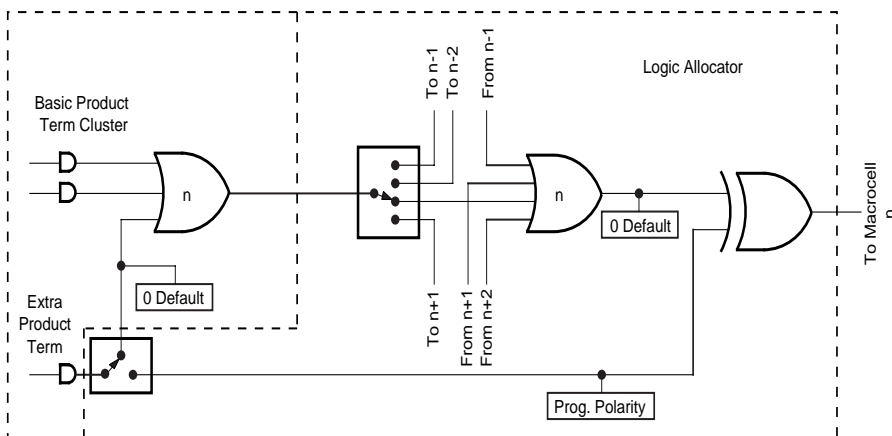 To n-1
To n-2
From n-1
Logic Allocator
Basic Product
Term Cluster
n
n
0 Default
To Macrocell
n
0 Default
Extra
Product
Term
To n+1
From n+1
From n+2
Prog. Polarity